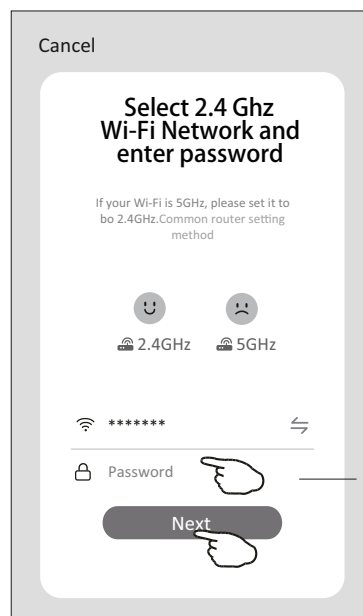 Cancel
Select 2.4 Ghz
Wi-Fi Network and
enter password
If your Wi-Fi is 5GHz, please set it to
bo 2.4GHz.Common router setting
method
2.4GHz 5GHz
*******
Password
Next